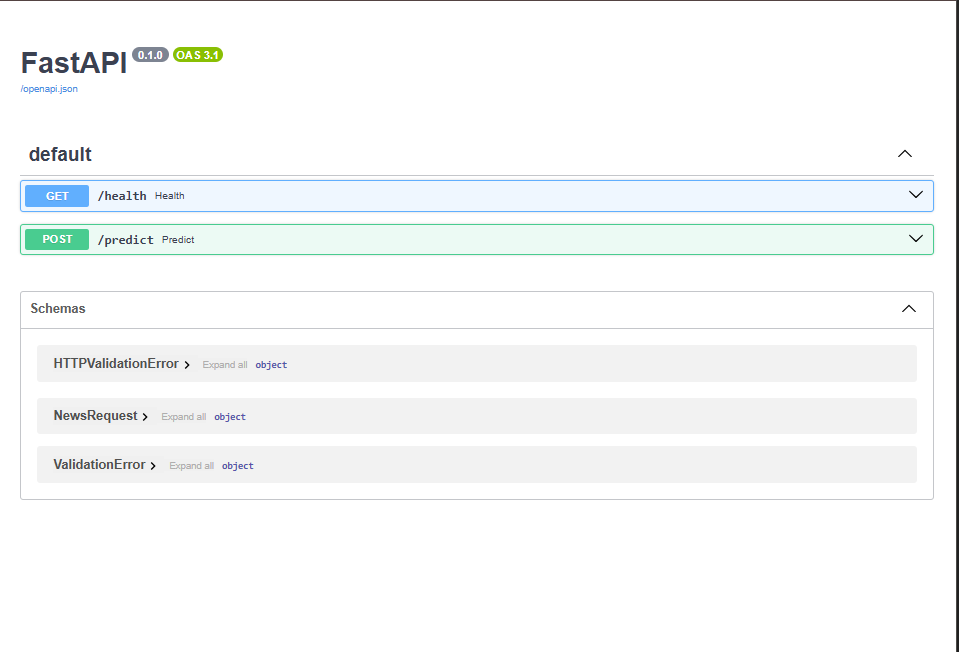 FastAPI 0.1.0 OAS 3.1
/openapi.json
default
GET /health Health
POST /predict Predict
Schemas
HTTPValidationError Expand all object
NewsRequest Expand all object
ValidationError Expand all object